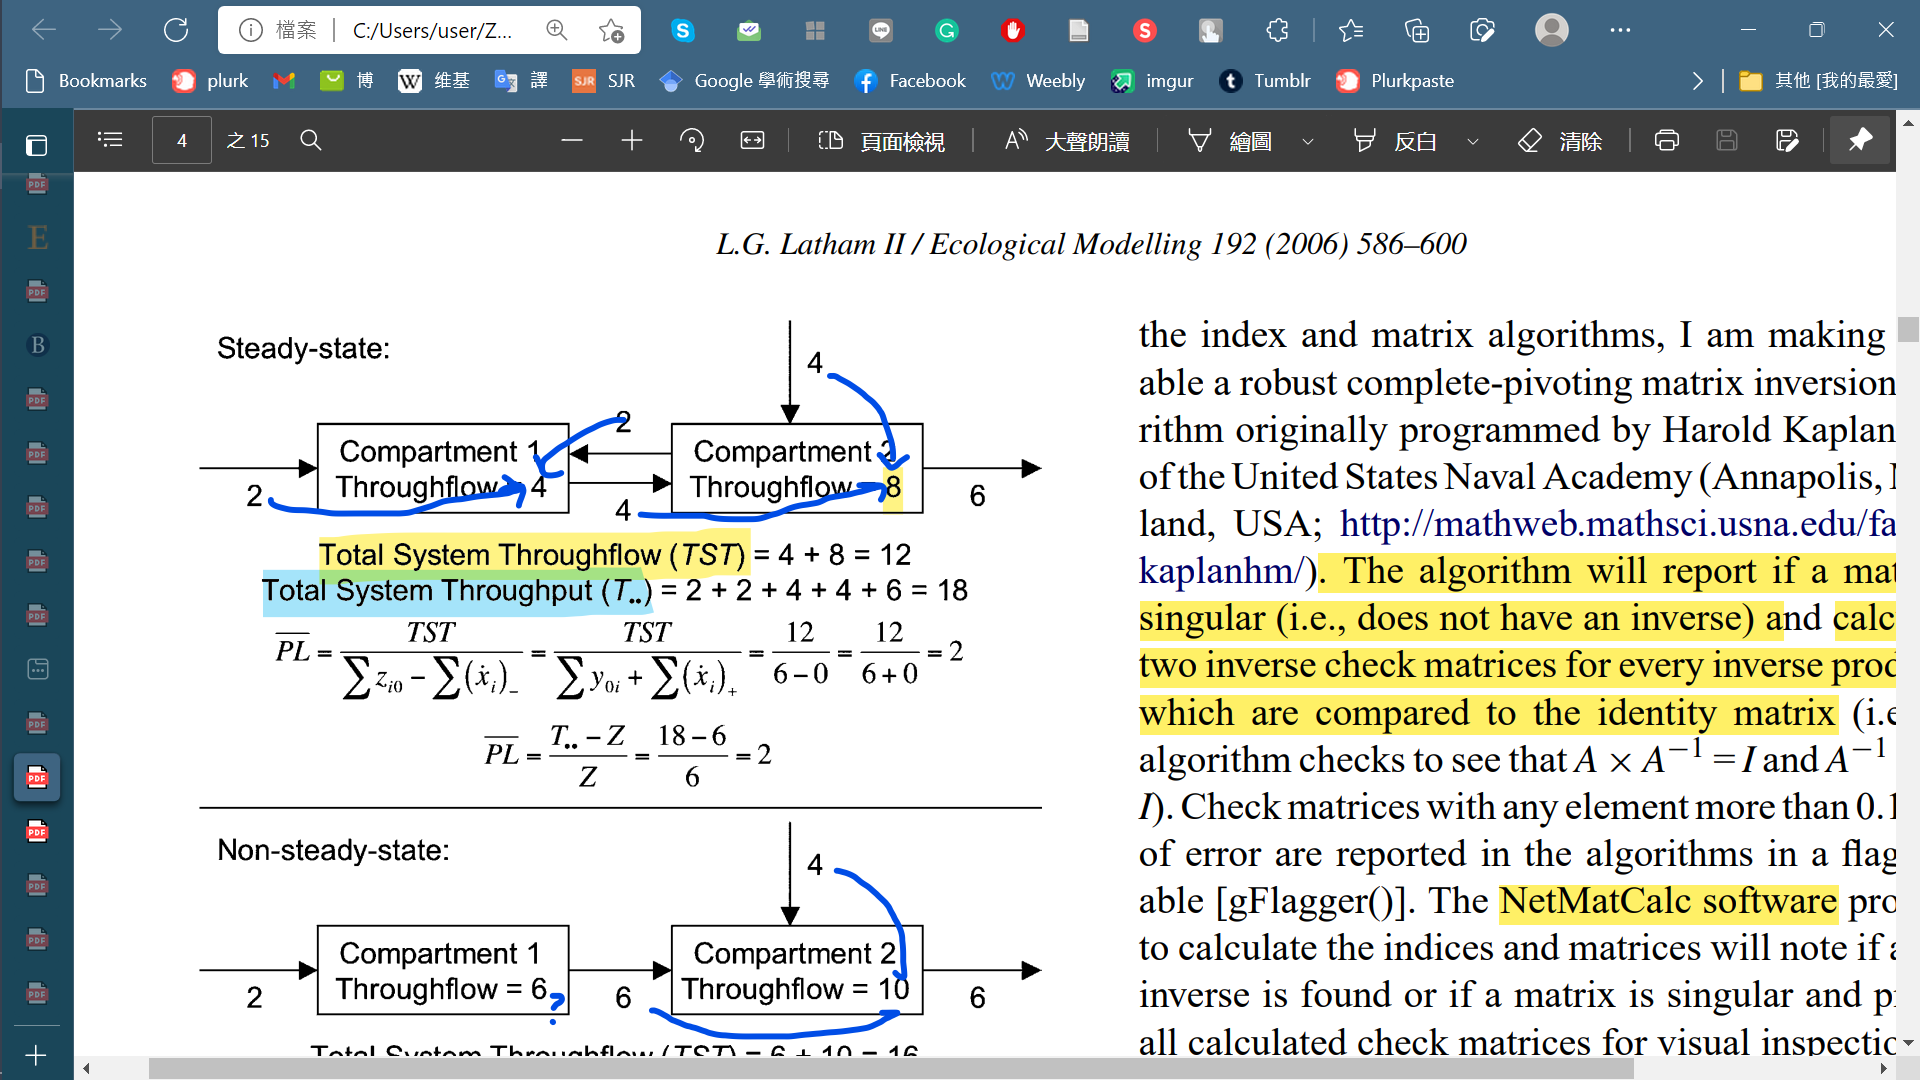 檔案 C:/Users/user/Z...
Bookmarks plurk 博 维基 譯 SJR Google 學術搜尋 Facebook Weebly imgur Tumblr Plurkpaste 其他 [我的最愛]
4 之 15 頁面檢視 大聲朗讀 繪圖 反白 清除
L.G. Latham II / Ecological Modelling 192 (2006) 586–600
Steady-state:
4
2
Compartment 1
Throughflow = 4
Compartment 2
Throughflow = 8
2
4
6
Total System Throughflow (TST) = 4 + 8 = 12
Total System Throughput (T..) = 2 + 2 + 4 + 4 + 6 = 18
PL = TST / (∑ z_i0 − ∑(ẋ_i)_−) = TST / (∑ y_0i + ∑(ẋ_i)_+) = 12 / (6 − 0) = 12 / (6 + 0) = 2
PL = (T.. − Z) / Z = (18 − 6) / 6 = 2
Non-steady-state:
4
Compartment 1
Throughflow = 6
?
Compartment 2
Throughflow = 10
2
6
6
Total System Throughflow (TST) = 6 + 10 = 16
the index and matrix algorithms, I am making
able a robust complete-pivoting matrix inversion
rithm originally programmed by Harold Kaplan
of the United States Naval Academy (Annapolis,
land, USA; http://mathweb.mathsci.usna.edu/fa
kaplanhm/). The algorithm will report if a mat
singular (i.e., does not have an inverse) and calc
two inverse check matrices for every inverse prod
which are compared to the identity matrix (i.e
algorithm checks to see that A × A⁻¹ = I and A⁻¹
I). Check matrices with any element more than 0.1
of error are reported in the algorithms in a flag
able [gFlagger()]. The NetMatCalc software pro
to calculate the indices and matrices will note if a
inverse is found or if a matrix is singular and p
all calculated check matrices for visual inspectio